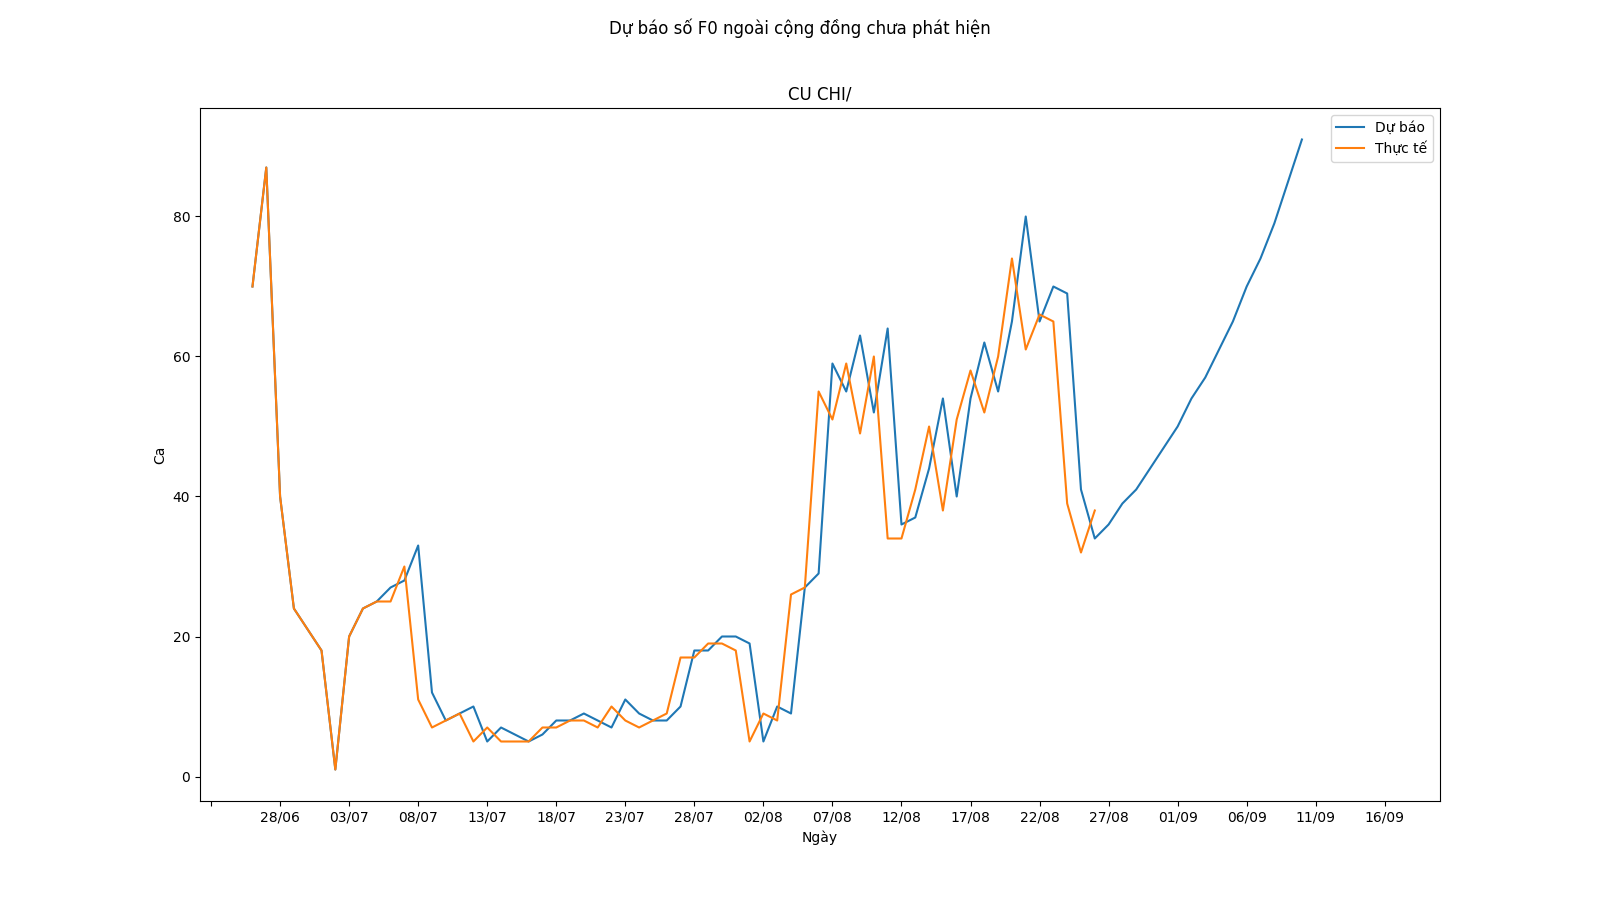 Dự báo số F0 ngoài cộng đồng chưa phát hiện
CU CHI/
Dự báo
Thực tế
80
60
40
20
0
Ca
28/06 03/07 08/07 13/07 18/07 23/07 28/07 02/08 07/08 12/08 17/08 22/08 27/08 01/09 06/09 11/09 16/09
Ngày